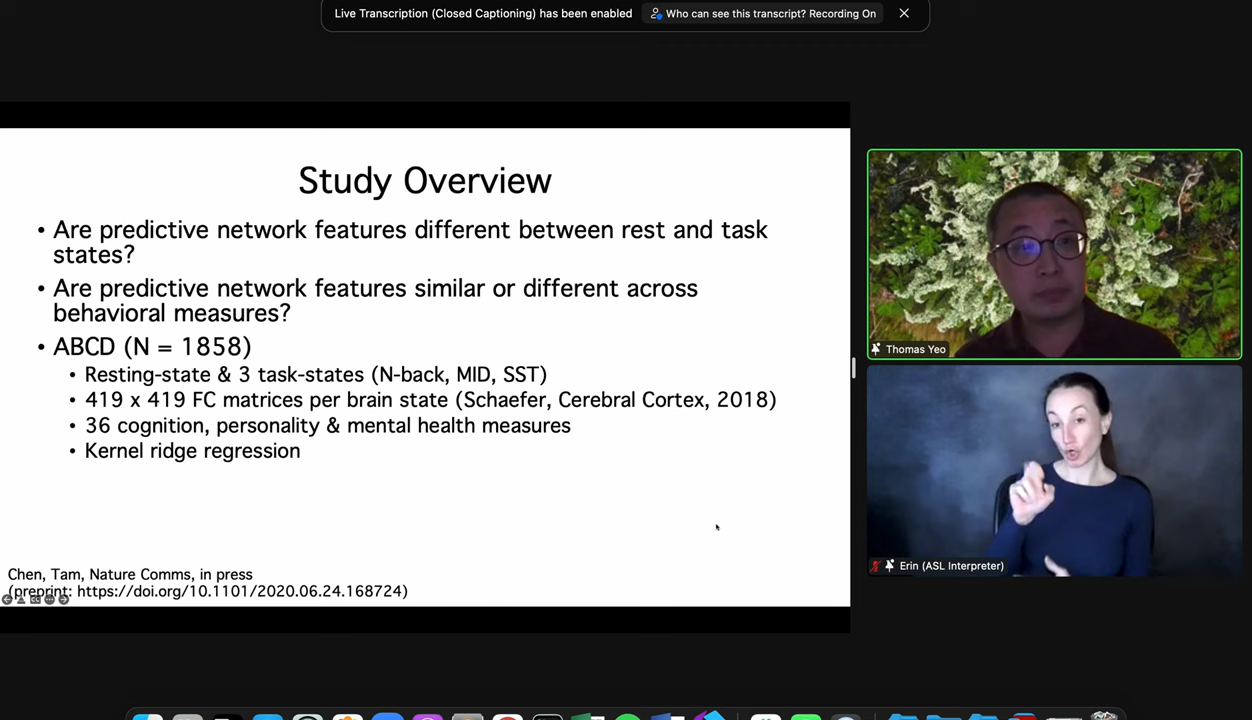 Live Transcription (Closed Captioning) has been enabled Who can see this transcript? Recording On
Study Overview
• Are predictive network features different between rest and task
states?
• Are predictive network features similar or different across
behavioral measures?
• ABCD (N = 1858)
• Resting-state & 3 task-states (N-back, MID, SST)
• 419 x 419 FC matrices per brain state (Schaefer, Cerebral Cortex, 2018)
• 36 cognition, personality & mental health measures
• Kernel ridge regression
Chen, Tam, Nature Comms, in press
(preprint: https://doi.org/10.1101/2020.06.24.168724)
Thomas Yeo
Erin (ASL Interpreter)